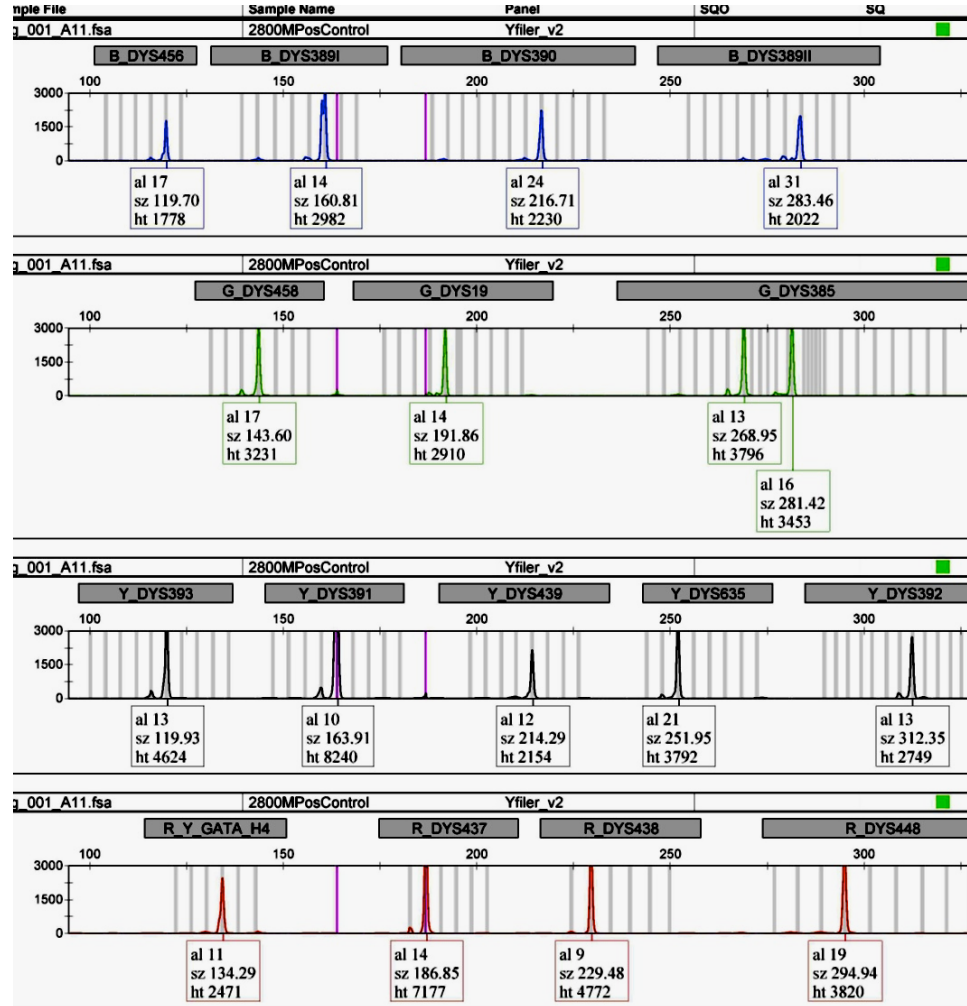 mple File Sample Name Panel SQO SQ
g_001_A11.fsa 2800MPosControl Yfiler_v2
B_DYS456 B_DYS389I B_DYS390 B_DYS389II
100 150 200 250 300
3000
1500
0
al 17 al 14 al 24 al 31
sz 119.70 sz 160.81 sz 216.71 sz 283.46
ht 1778 ht 2982 ht 2230 ht 2022
g_001_A11.fsa 2800MPosControl Yfiler_v2
G_DYS458 G_DYS19 G_DYS385
100 150 200 250 300
3000
1500
0
al 17 al 14 al 13
sz 143.60 sz 191.86 sz 268.95
ht 3231 ht 2910 ht 3796
al 16
sz 281.42
ht 3453
g_001_A11.fsa 2800MPosControl Yfiler_v2
Y_DYS393 Y_DYS391 Y_DYS439 Y_DYS635 Y_DYS392
100 150 200 250 300
3000
1500
0
al 13 al 10 al 12 al 21 al 13
sz 119.93 sz 163.91 sz 214.29 sz 251.95 sz 312.35
ht 4624 ht 8240 ht 2154 ht 3792 ht 2749
g_001_A11.fsa 2800MPosControl Yfiler_v2
R_Y_GATA_H4 R_DYS437 R_DYS438 R_DYS448
100 150 200 250 300
3000
1500
0
al 11 al 14 al 9 al 19
sz 134.29 sz 186.85 sz 229.48 sz 294.94
ht 2471 ht 7177 ht 4772 ht 3820